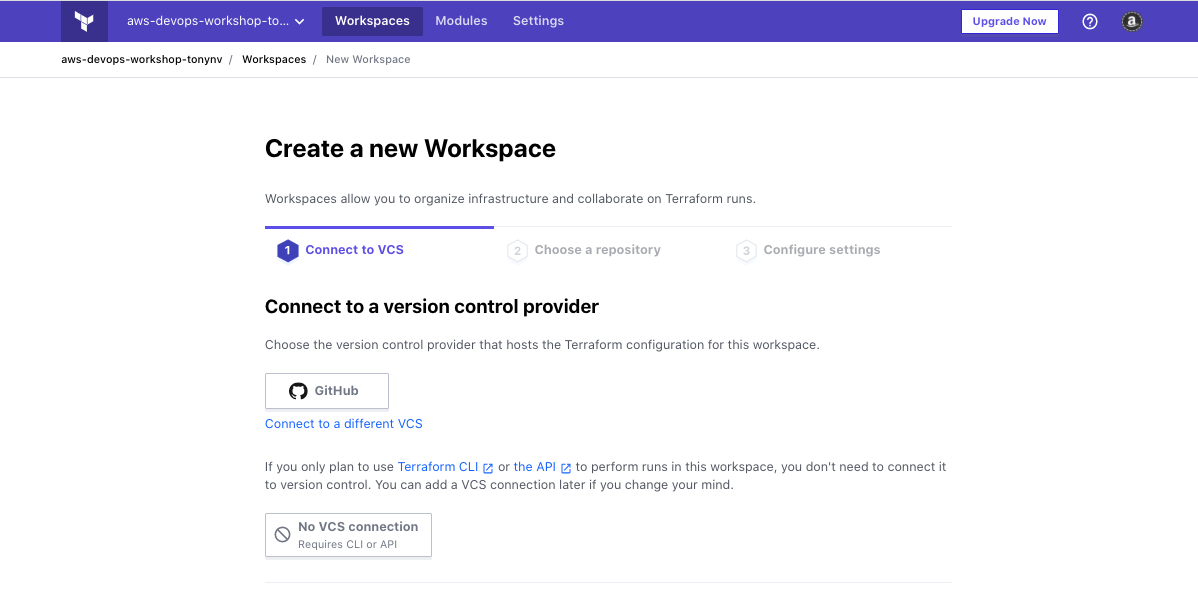 aws-devops-workshop-to... Workspaces Modules Settings Upgrade Now
aws-devops-workshop-tonynv / Workspaces / New Workspace
Create a new Workspace
Workspaces allow you to organize infrastructure and collaborate on Terraform runs.
1 Connect to VCS 2 Choose a repository 3 Configure settings
Connect to a version control provider
Choose the version control provider that hosts the Terraform configuration for this workspace.
GitHub
Connect to a different VCS
If you only plan to use Terraform CLI or the API to perform runs in this workspace, you don't need to connect it
to version control. You can add a VCS connection later if you change your mind.
No VCS connection
Requires CLI or API